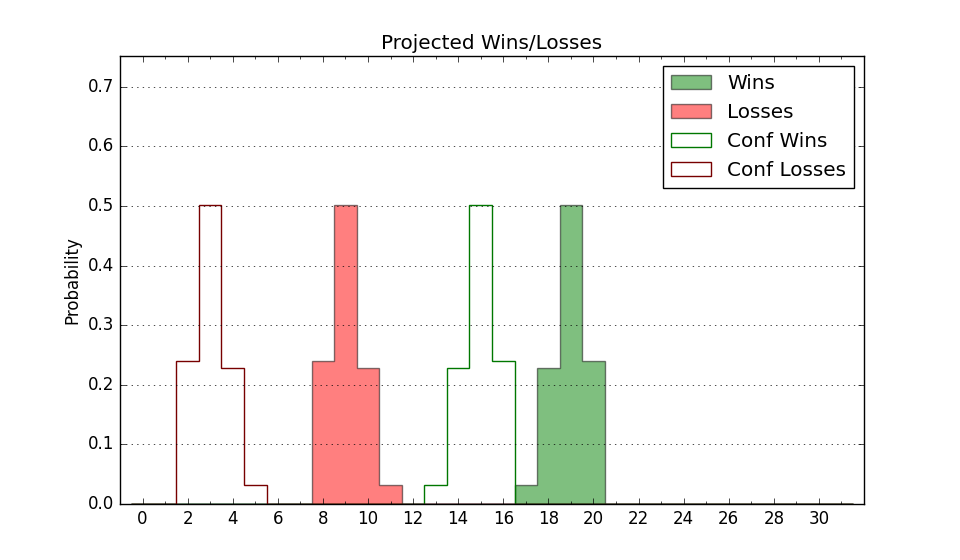 Projected Wins/Losses
Wins
Losses
Conf Wins
Conf Losses
Probability
0.7
0.6
0.5
0.4
0.3
0.2
0.1
0.0
0 2 4 6 8 10 12 14 16 18 20 22 24 26 28 30